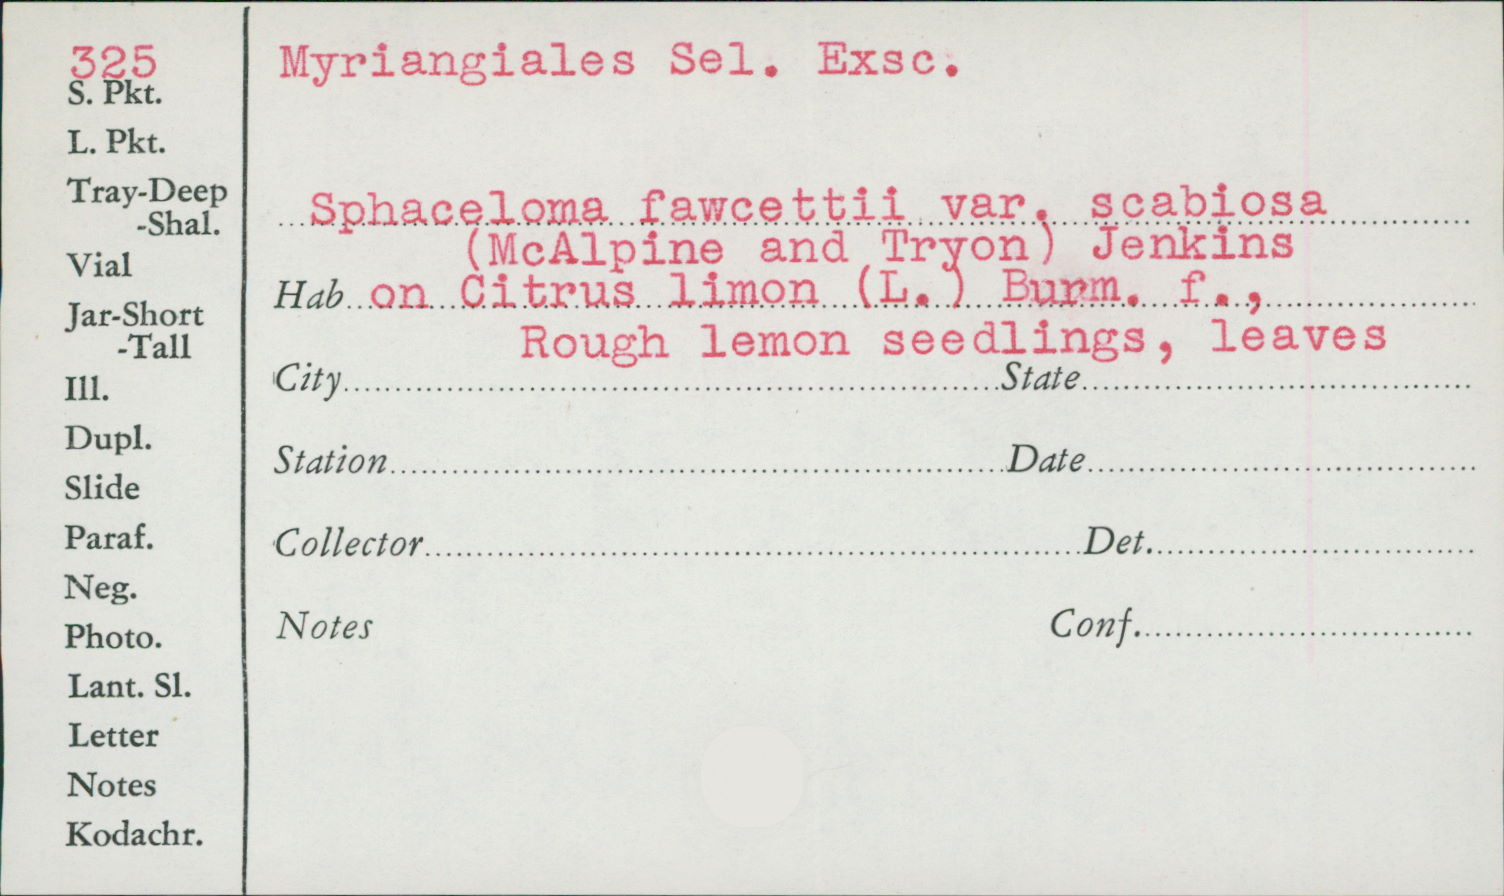 325
Myriangiales Sel. Exsc.
S. Pkt.
L. Pkt.
Tray-Deep
-Shal.
Vial
Jar-Short
-Tall
Ill.
Dupl.
Slide
Paraf.
Neg.
Photo.
Lant. Sl.
Letter
Notes
Kodachr.
Sphaceloma fawcettii var. scabiosa
(McAlpine and Tryon) Jenkins
Hab. on Citrus limon (L.) Burm. f.,
Rough lemon seedlings, leaves
City State
Station Date
Collector Det.
Notes Conf.